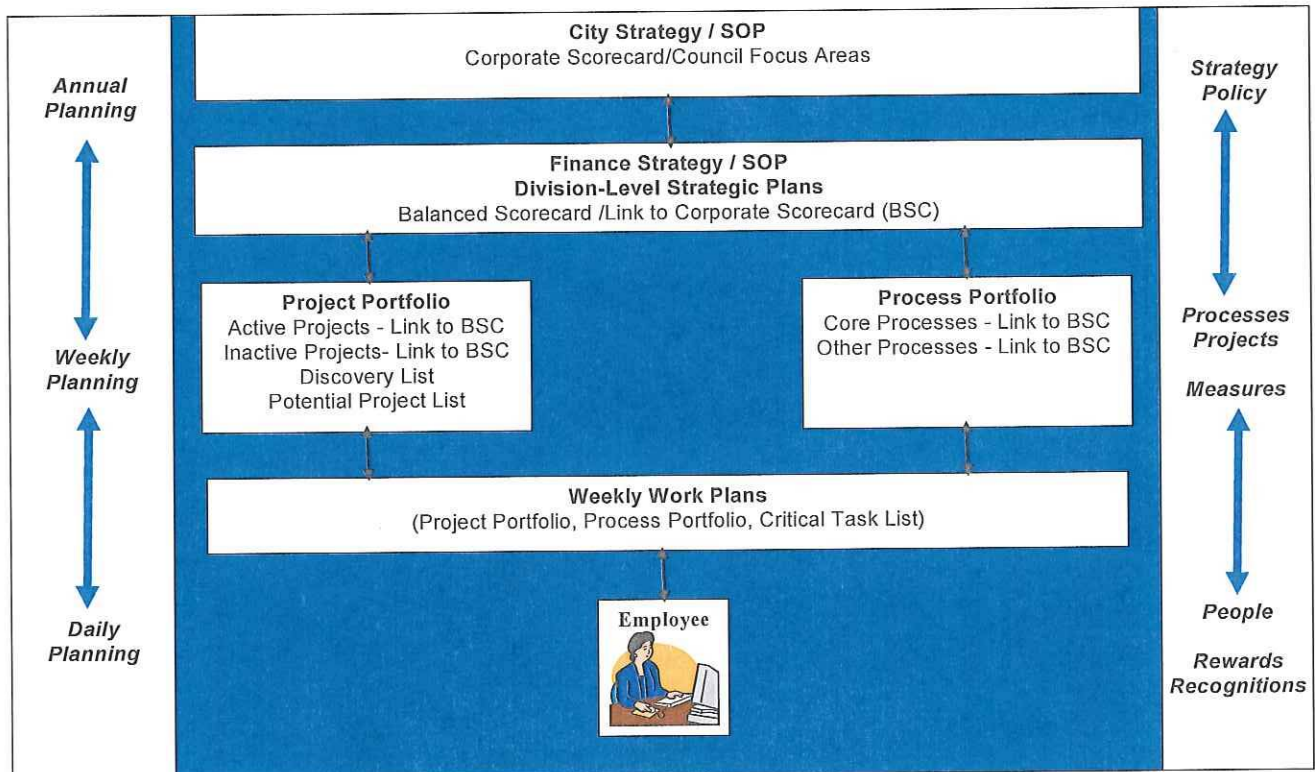 City Strategy / SOP
Corporate Scorecard/Council Focus Areas
Annual
Planning
Strategy
Policy
Finance Strategy / SOP
Division-Level Strategic Plans
Balanced Scorecard /Link to Corporate Scorecard (BSC)
Project Portfolio
Active Projects - Link to BSC
Inactive Projects- Link to BSC
Discovery List
Potential Project List
Process Portfolio
Core Processes - Link to BSC
Other Processes - Link to BSC
Weekly
Planning
Processes
Projects
Measures
Weekly Work Plans
(Project Portfolio, Process Portfolio, Critical Task List)
Employee
Daily
Planning
People
Rewards
Recognitions